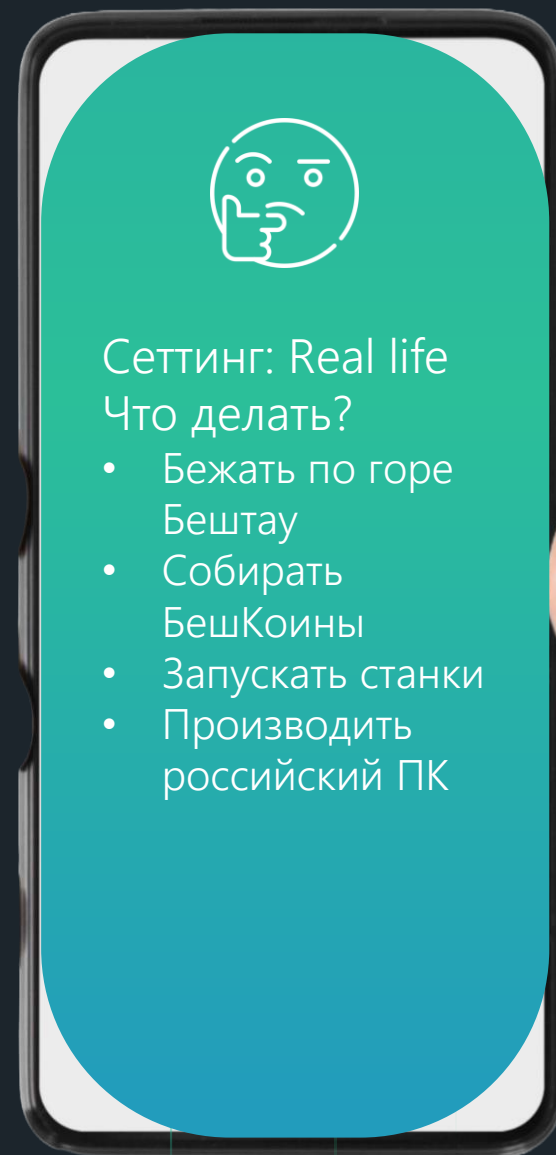 Сеттинг: Real life
Что делать?
• Бежать по горе
Бештау
• Собирать
БешКоины
• Запускать станки
• Производить
российский ПК